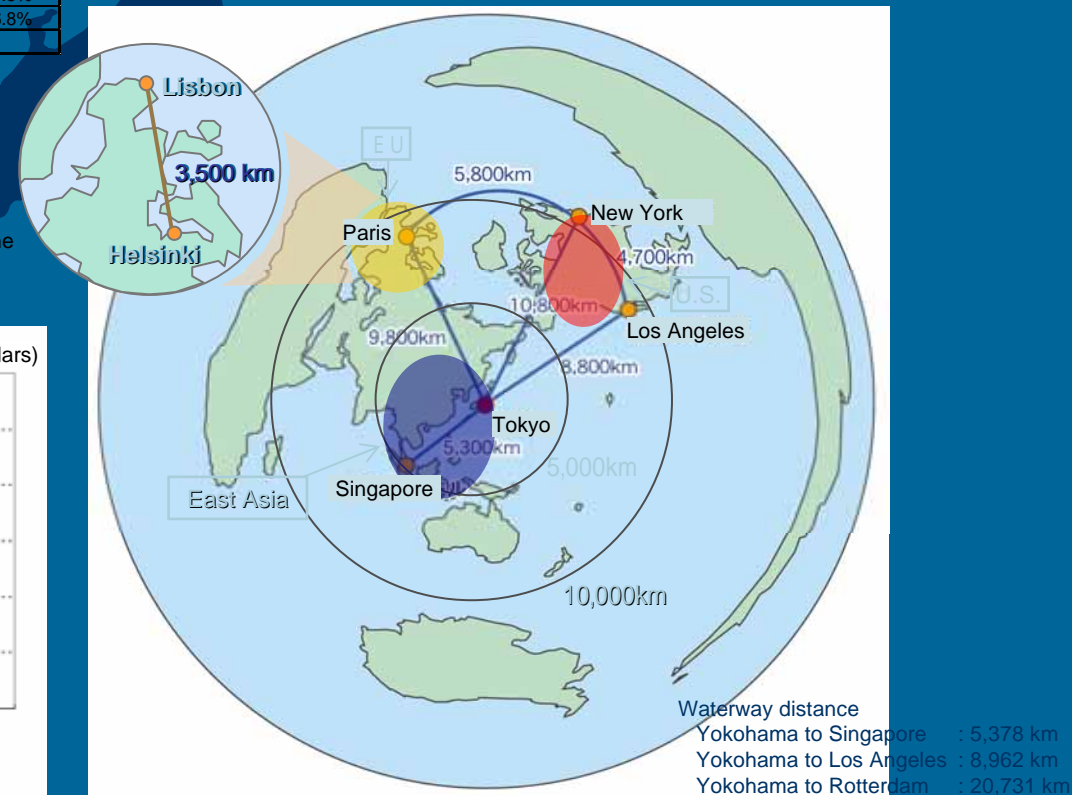 .8%
Lisbon
3,500 km
Helsinki
EU
5,800km
Paris
New York
4,700km
U.S.
10,800km
Los Angeles
lars)
9,800km
8,800km
Tokyo
5,300km
5,000km
East Asia
Singapore
10,000km
Waterway distance
Yokohama to Singapore : 5,378 km
Yokohama to Los Angeles : 8,962 km
Yokohama to Rotterdam : 20,731 km